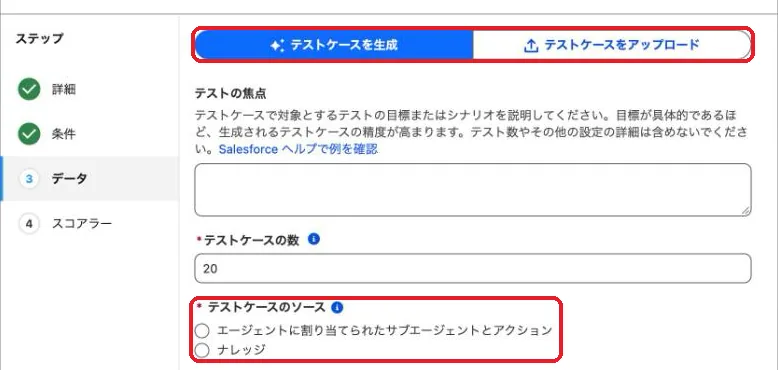 ステップ
詳細
条件
3 データ
4 スコアラー
テストケースを生成
テストケースをアップロード
テストの焦点
テストケースで対象とするテストの目標またはシナリオを説明してください。目標が具体的であるほ
ど、生成されるテストケースの精度が高まります。テスト数やその他の設定の詳細は含めないでくださ
い。Salesforce ヘルプで例を確認
*テストケースの数
20
* テストケースのソース
エージェントに割り当てられたサブエージェントとアクション
ナレッジ